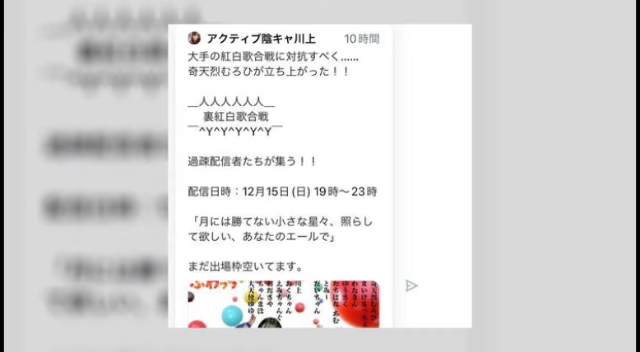 アクティブ陰キャ川上 10時間
大手の紅白歌合戦に対抗すべく......
奇天烈むろひが立ち上がった！！
＿人人人人人人＿
裏紅白歌合戦
￣^Y^Y^Y^Y^Y￣
過疎配信者たちが集う！！
配信日時：12月15日(日) 19時〜23時
「月には勝てない小さな星々、照らし
て欲しい、あなたのエールで」
まだ出場枠空いてます。